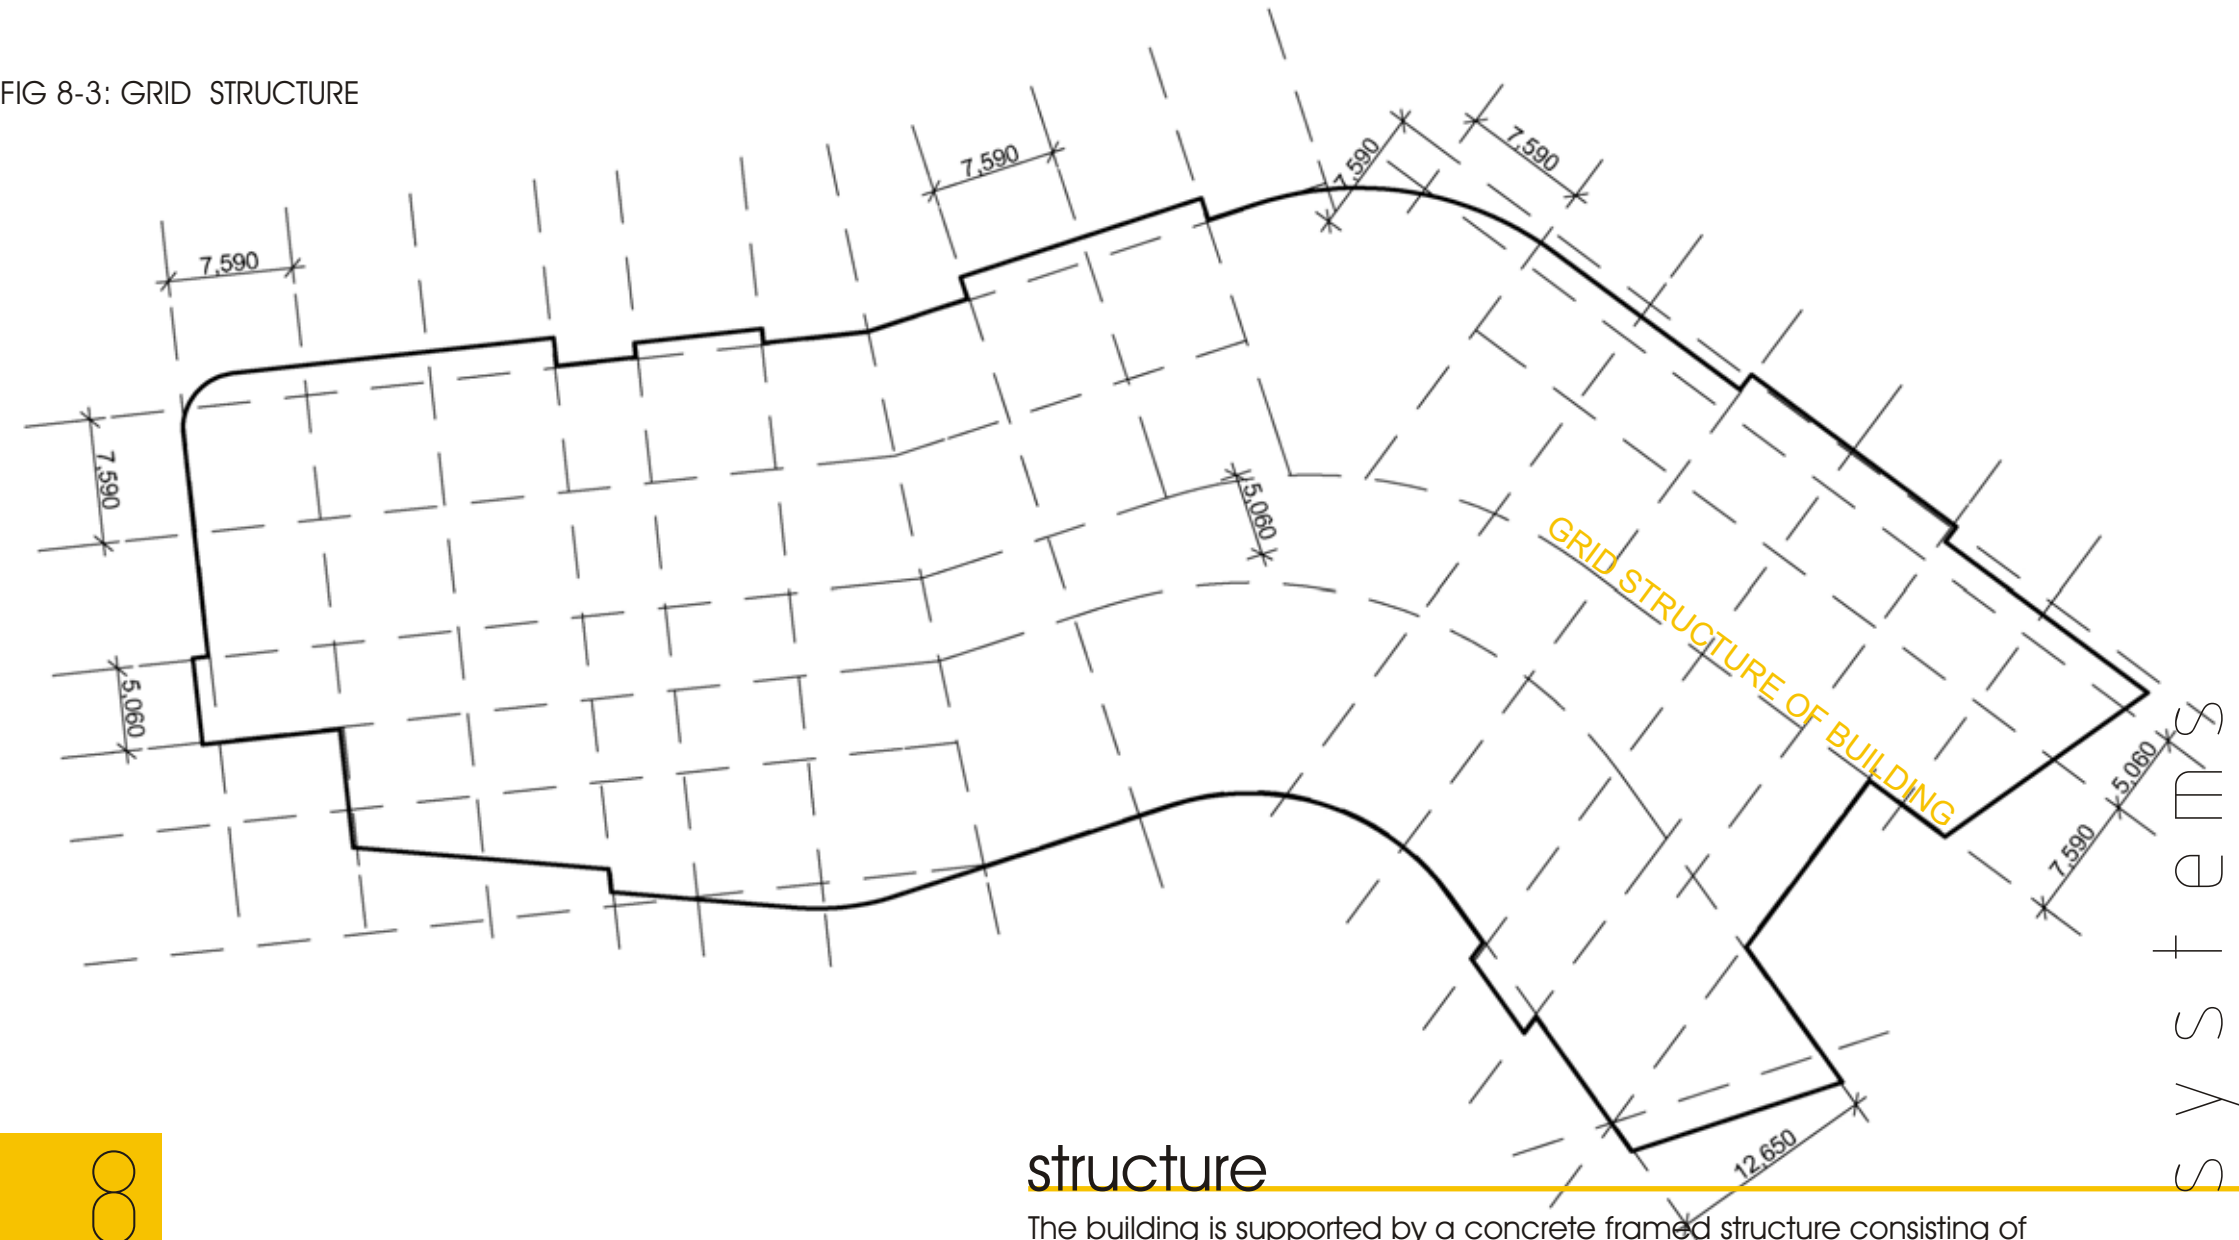 FIG 8-3: GRID STRUCTURE
7,590
7,590
7,590
7,590
7,590
5,060
5,060
GRID STRUCTURE OF BUILDING
5,060
7,590
12,650
systems
8
structure
The building is supported by a concrete framed structure consisting of